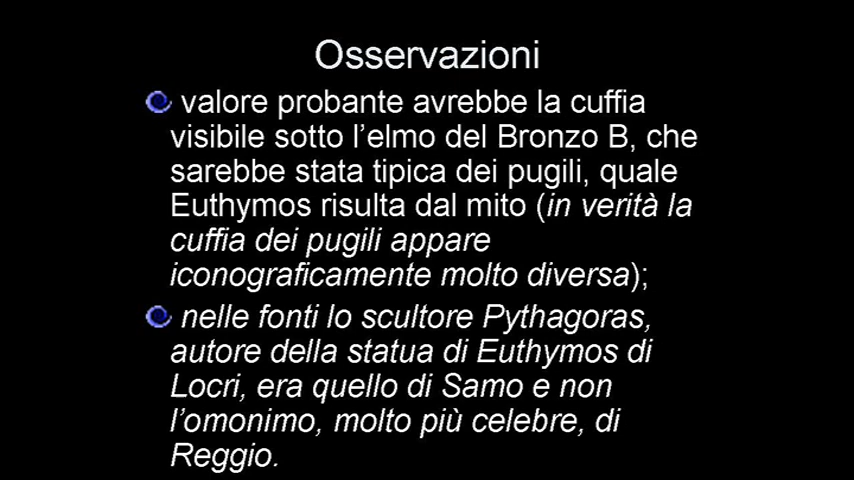 Osservazioni
valore probante avrebbe la cuffia
visibile sotto l’elmo del Bronzo B, che
sarebbe stata tipica dei pugili, quale
Euthymos risulta dal mito (in verità la
cuffia dei pugili appare
iconograficamente molto diversa);
nelle fonti lo scultore Pythagoras,
autore della statua di Euthymos di
Locri, era quello di Samo e non
l’omonimo, molto più celebre, di
Reggio.